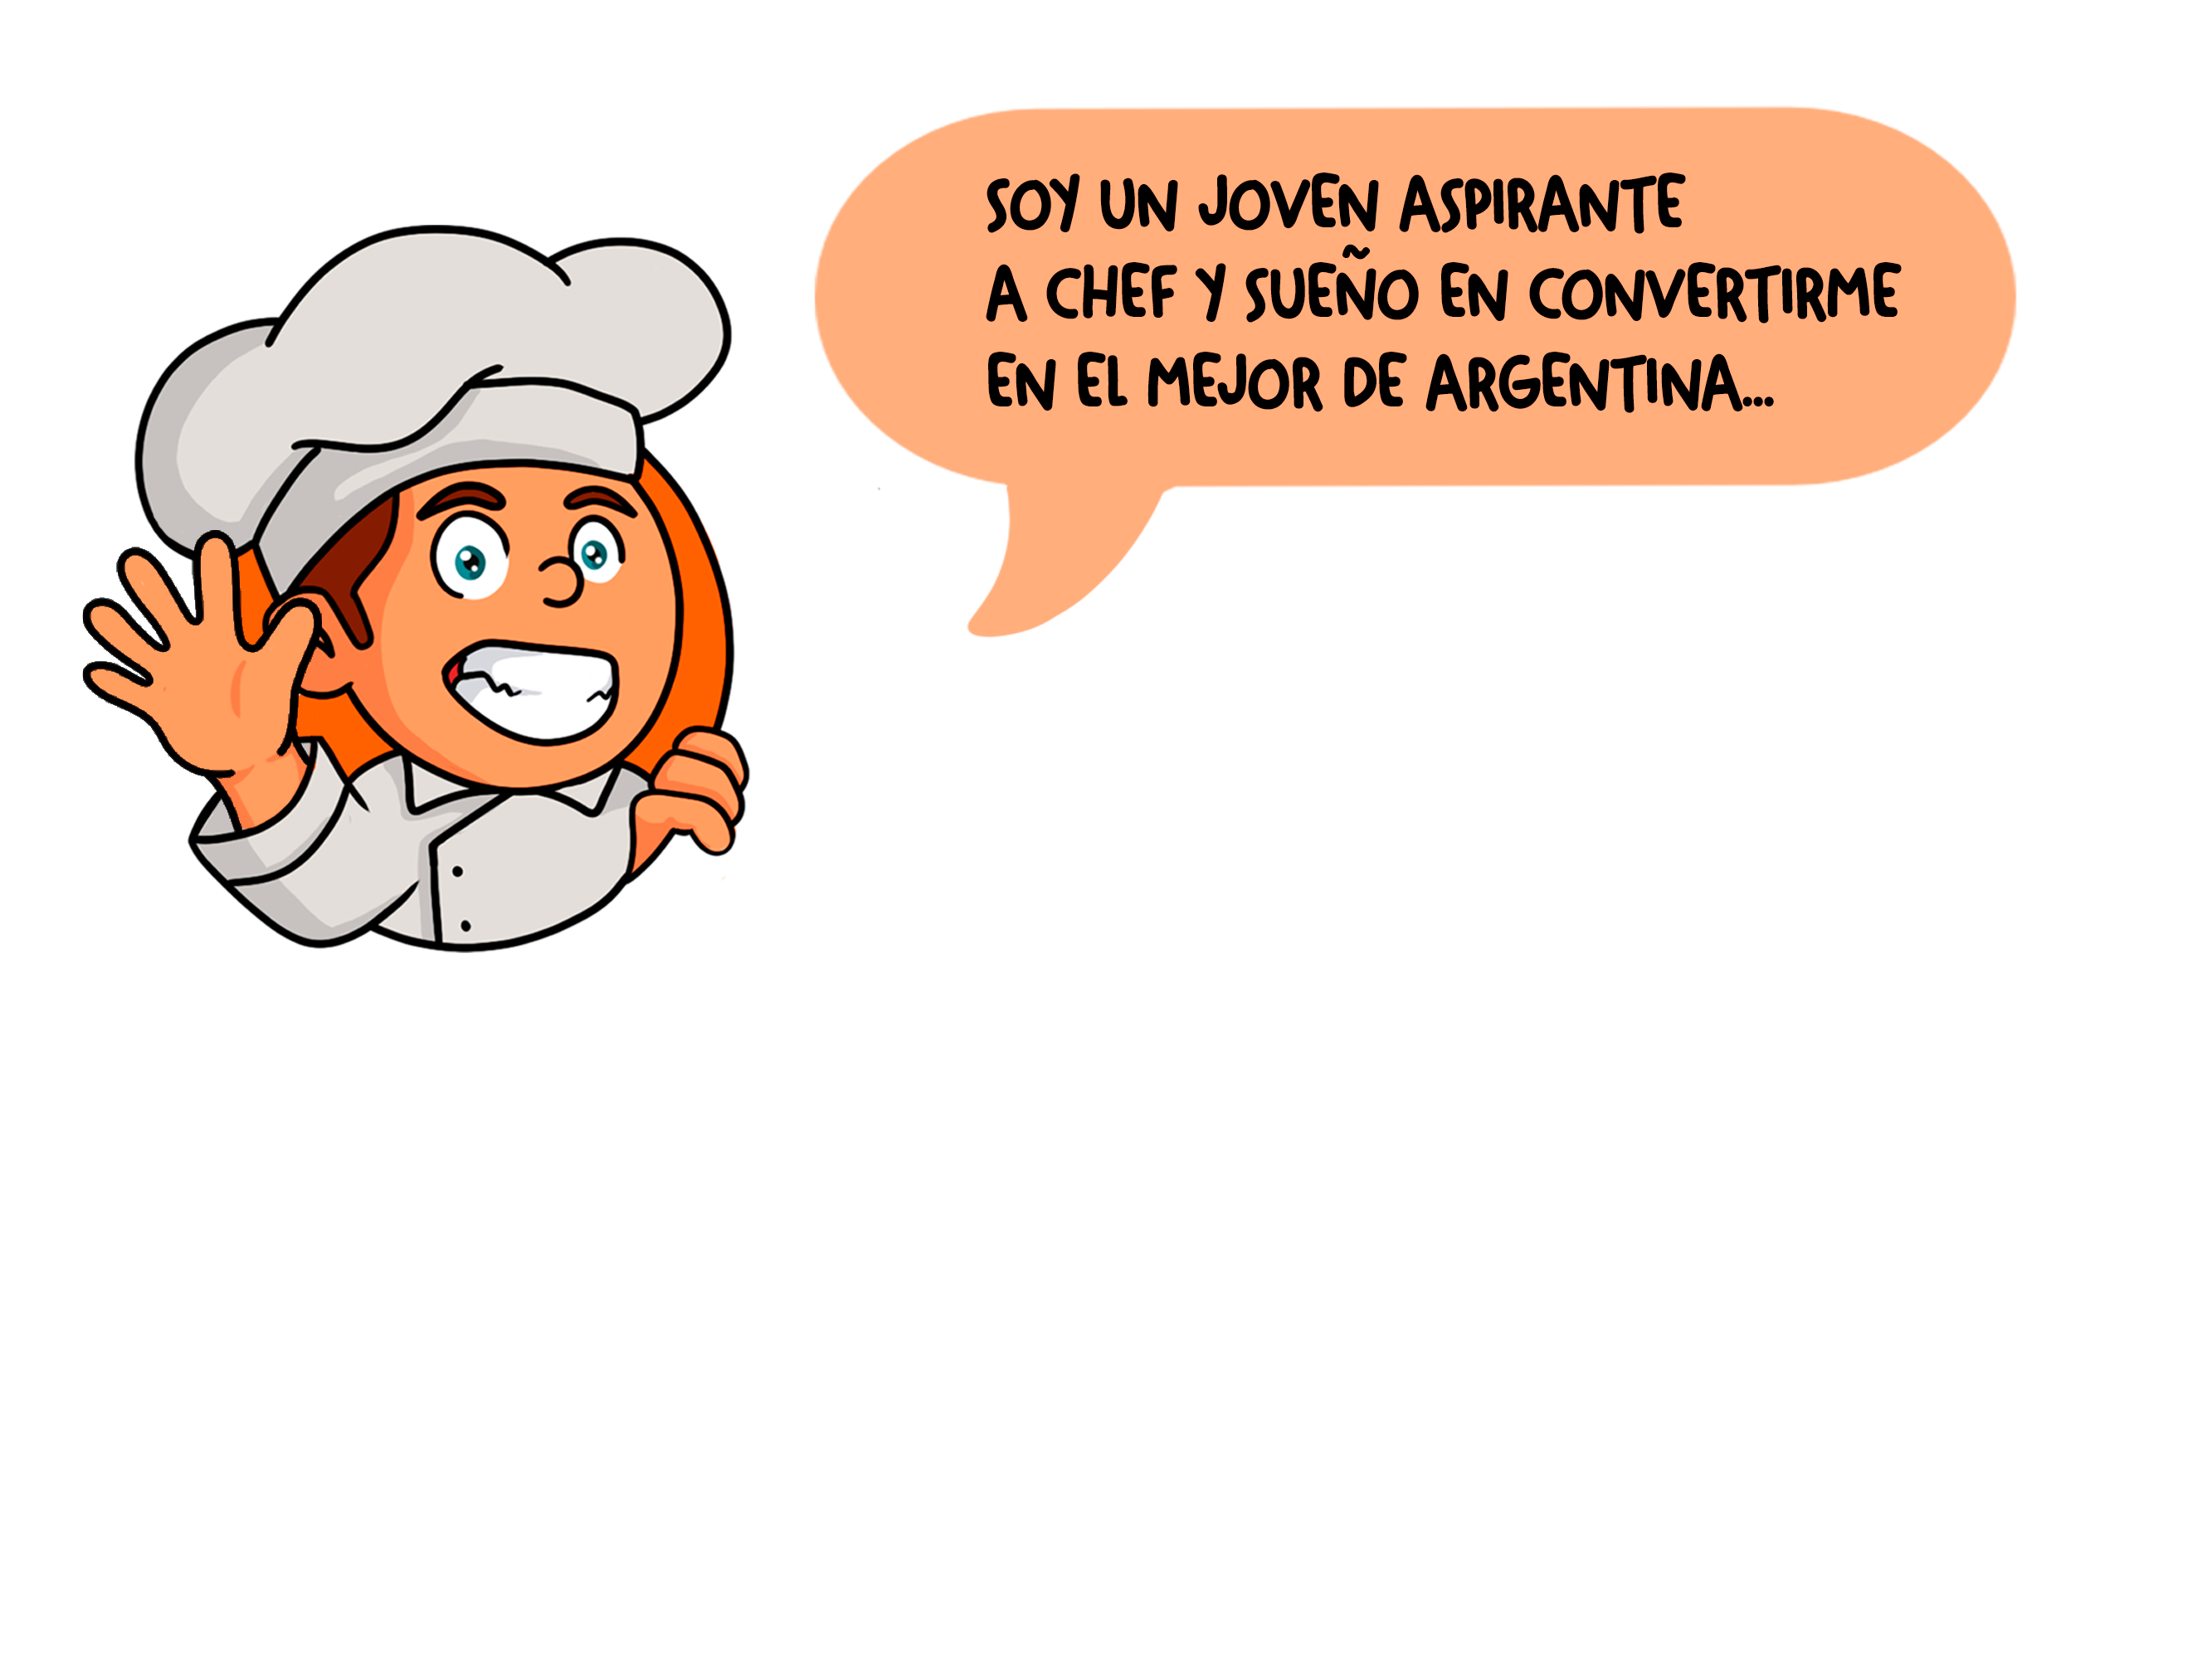 SOY UN JOVEN ASPIRANTE
A CHEF Y SUEÑO EN CONVERTIRME
EN EL MEJOR DE ARGENTINA...